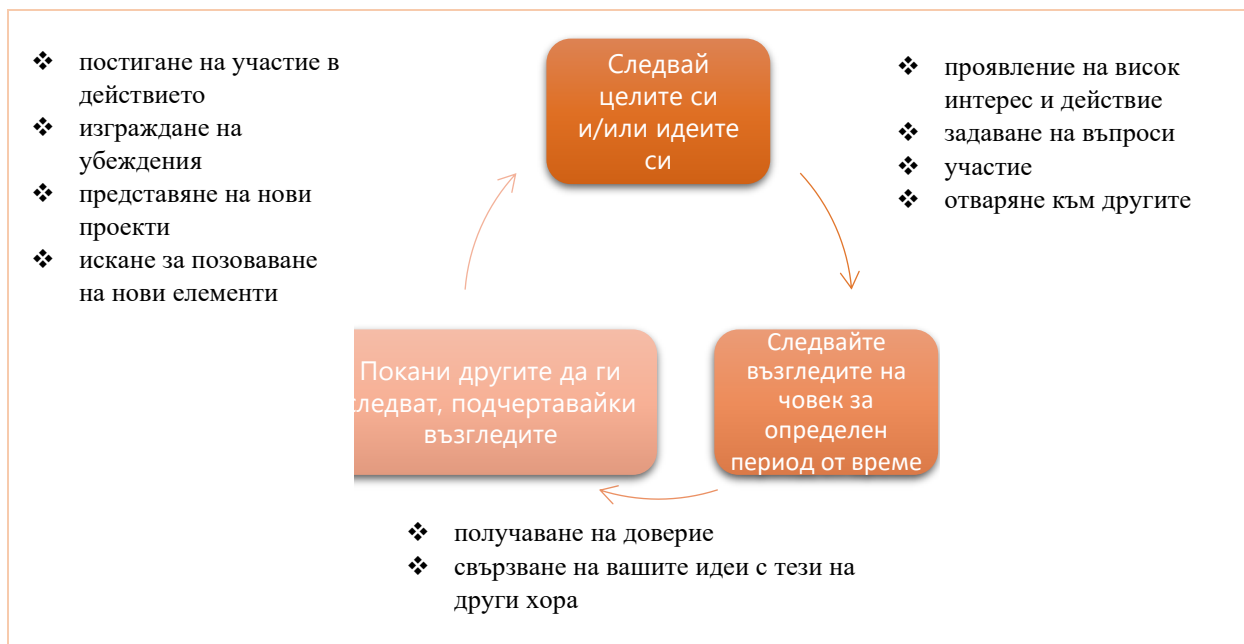 ❖ постигане на участие в
действието
❖ изграждане на
убеждения
❖ представяне на нови
проекти
❖ искане за позоваване
на нови елементи
Следвай
целите си
и/или идеите
си
❖ проявление на висок
интерес и действие
❖ задаване на въпроси
❖ участие
❖ отваряне към другите
Следвайте
възгледите на
човек за
определен
период от време
Покани другите да ги
следват, подчертавайки
възгледите
❖ получаване на доверие
❖ свързване на вашите идеи с тези на
други хора